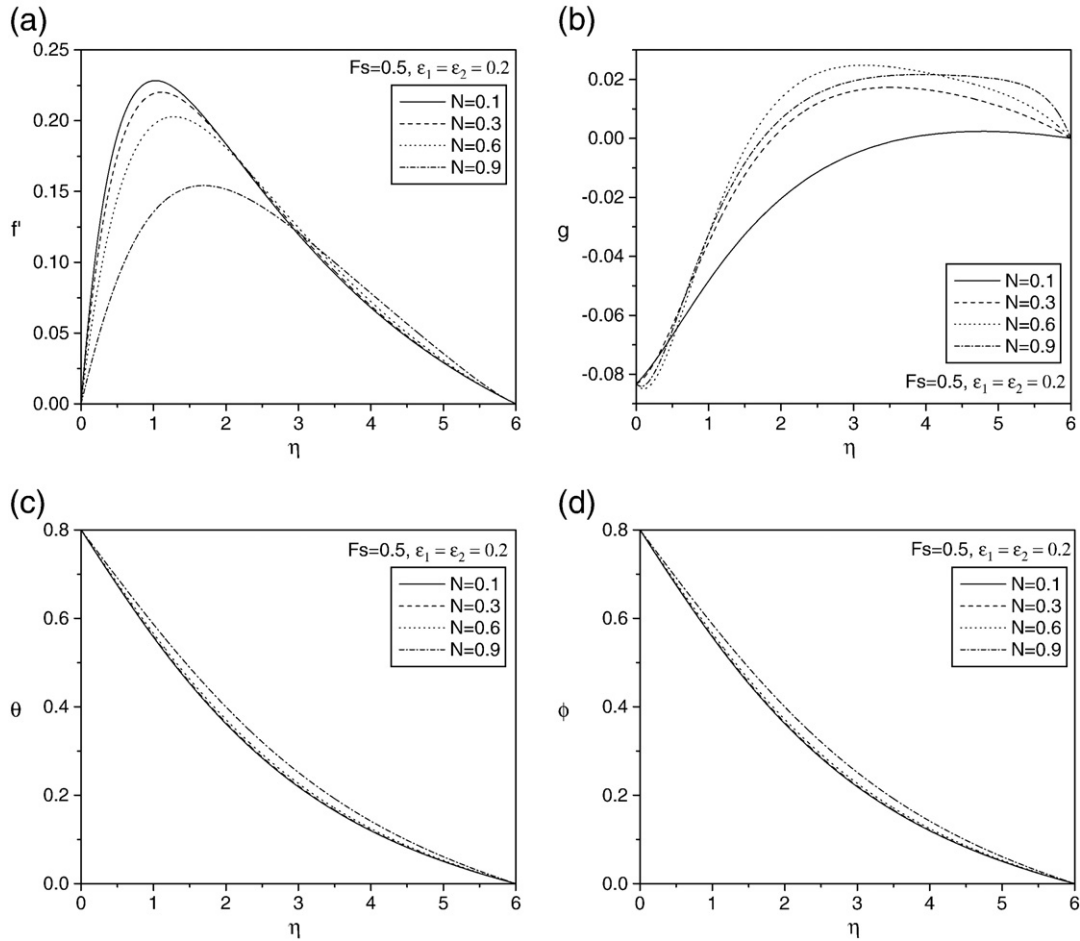 (a)
0.25
0.20
0.15
0.10
0.05
0.00
f'
0 1 2 3 4 5 6
η
Fs=0.5, ε₁ = ε₂ = 0.2
N=0.1
N=0.3
N=0.6
N=0.9
(b)
0.02
0.00
-0.02
-0.04
-0.06
-0.08
g
0 1 2 3 4 5 6
η
N=0.1
N=0.3
N=0.6
N=0.9
Fs=0.5, ε₁ = ε₂ = 0.2
(c)
0.8
0.6
0.4
0.2
0.0
θ
0 1 2 3 4 5 6
η
Fs=0.5, ε₁ = ε₂ = 0.2
N=0.1
N=0.3
N=0.6
N=0.9
(d)
0.8
0.6
0.4
0.2
0.0
ϕ
0 1 2 3 4 5 6
η
Fs=0.5, ε₁ = ε₂ = 0.2
N=0.1
N=0.3
N=0.6
N=0.9